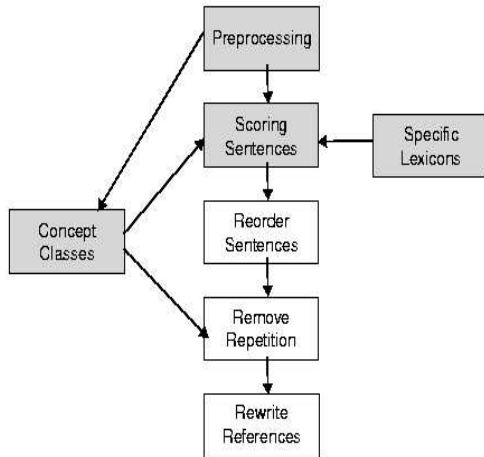 Preprocessing
Scoring
Sentences
Specific
Lexicons
Concept
Classes
Reorder
Sentences
Remove
Repetition
Rewrite
References